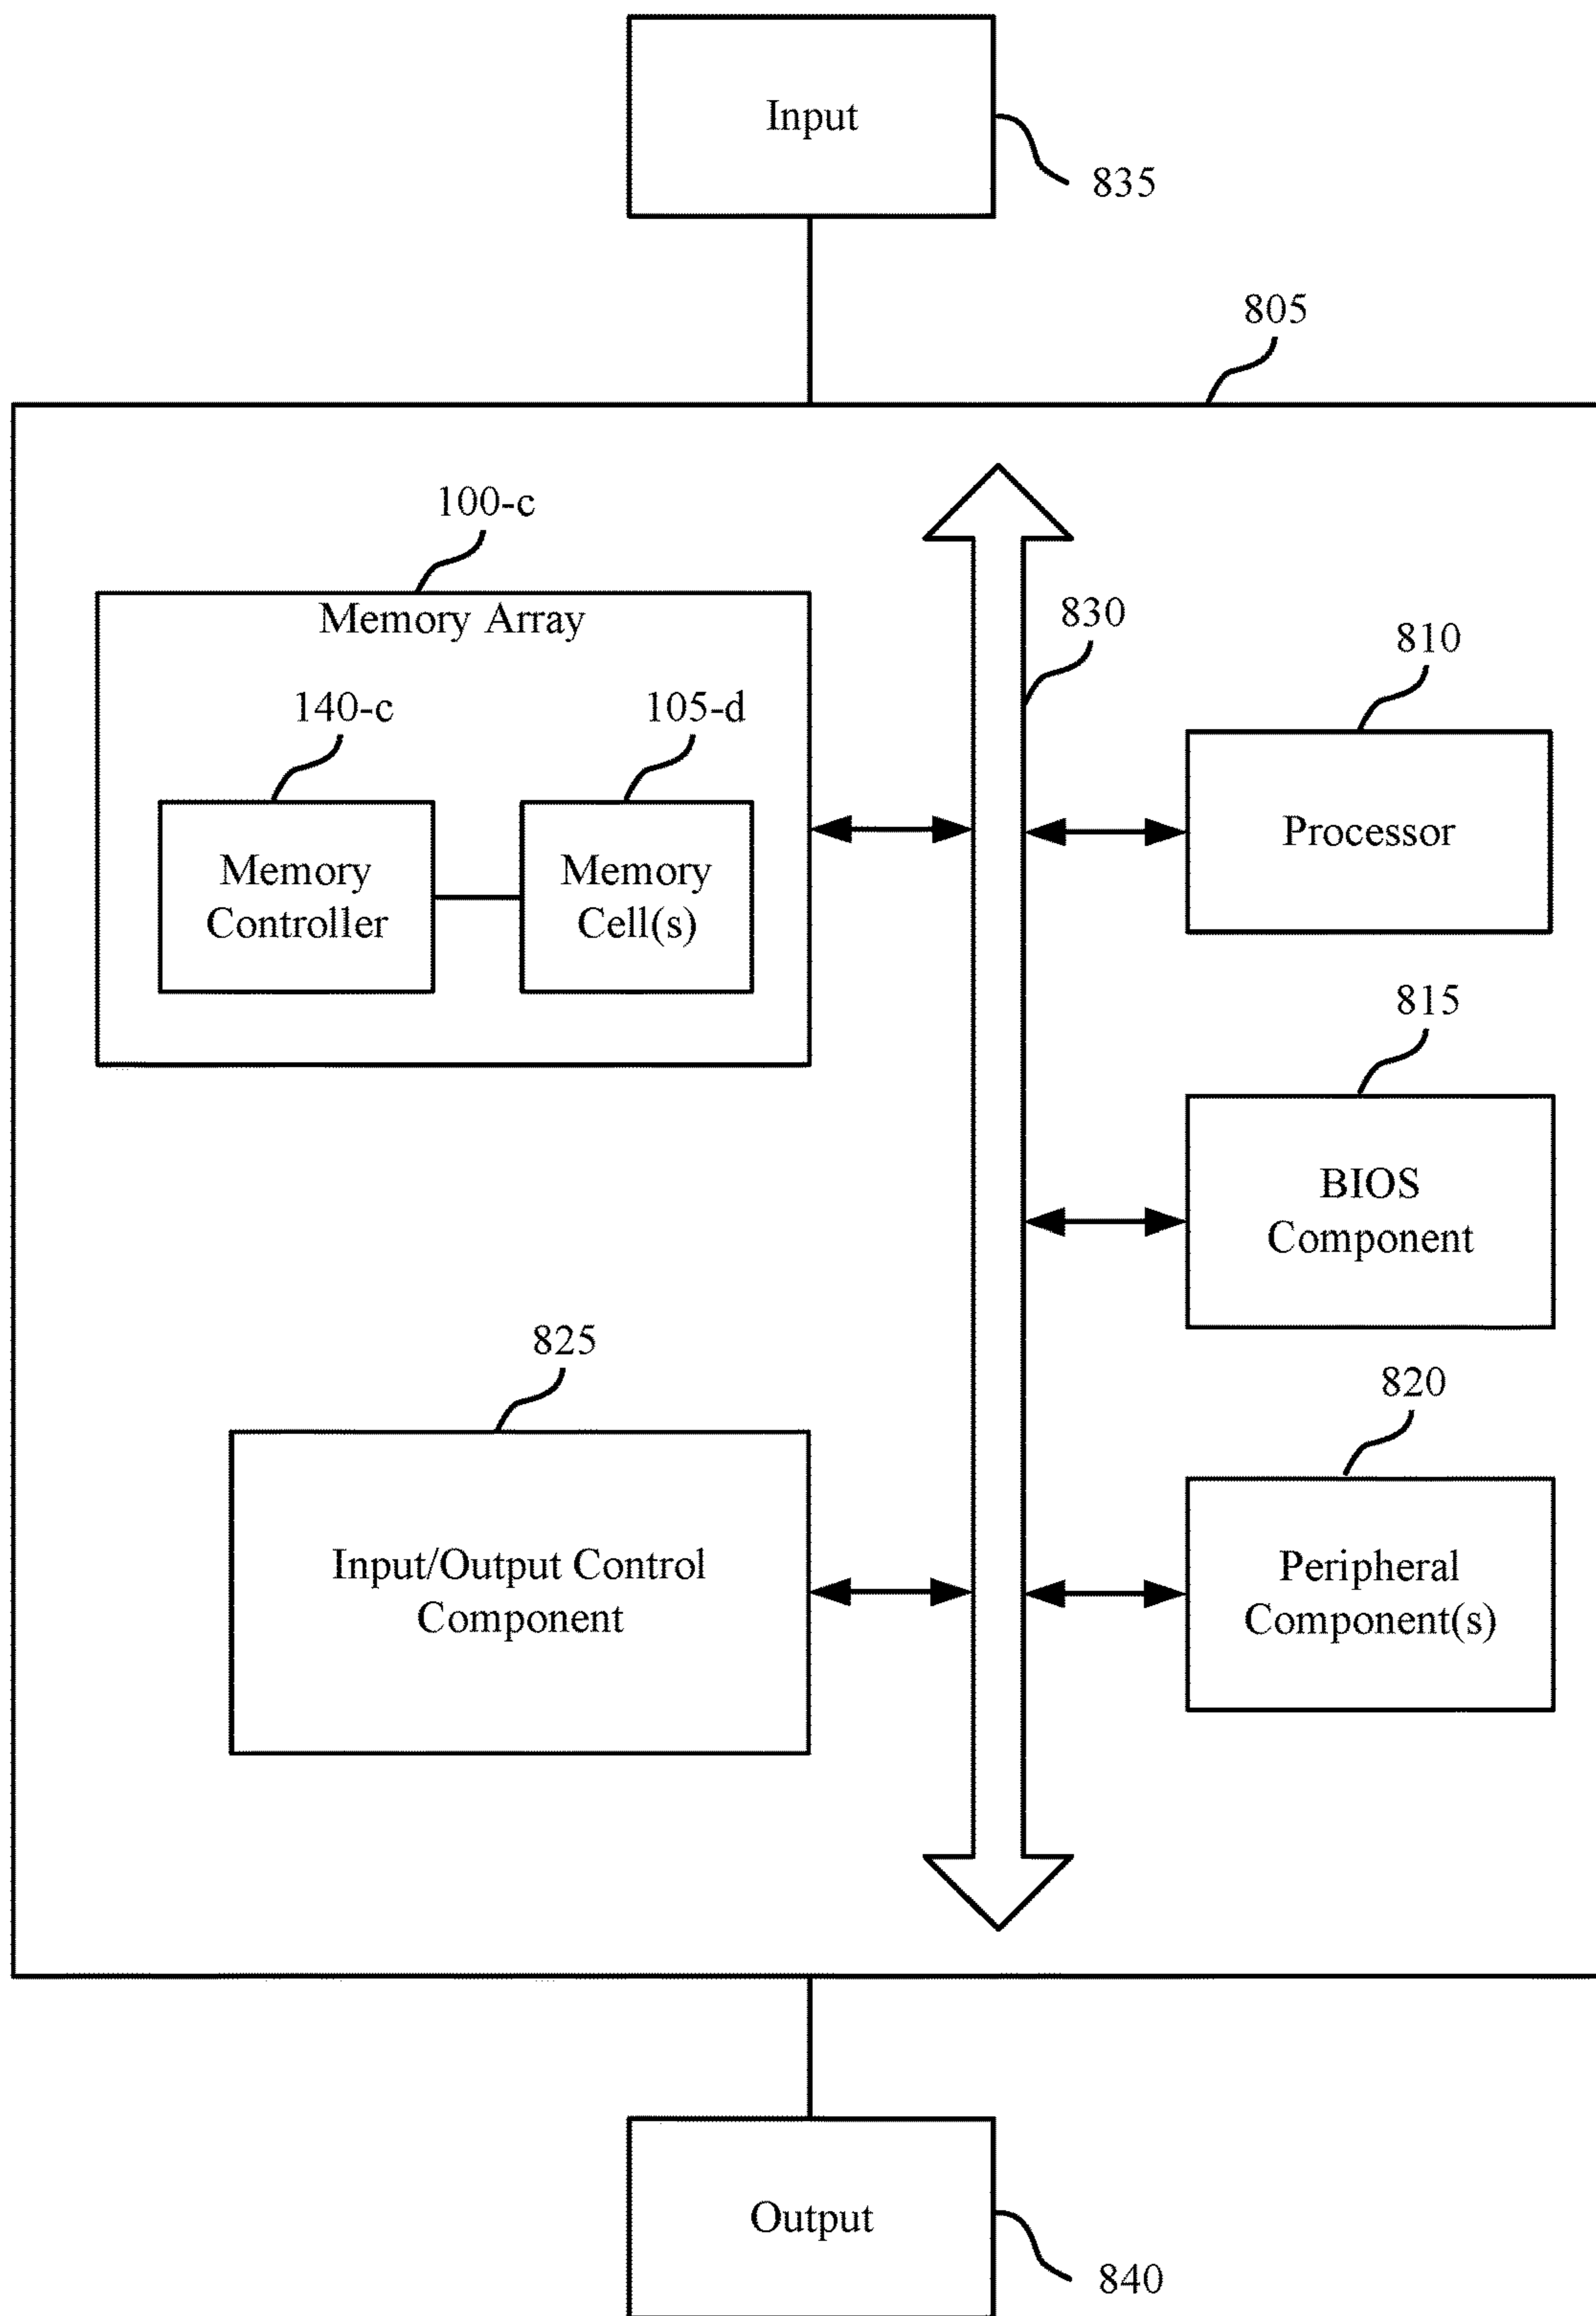 Input
835
805
100-c
Memory Array
830
810
140-c
105-d
Processor
Memory
Controller
Memory
Cell(s)
815
BIOS
Component
825
820
Input/Output Control
Component
Peripheral
Component(s)
Output
840